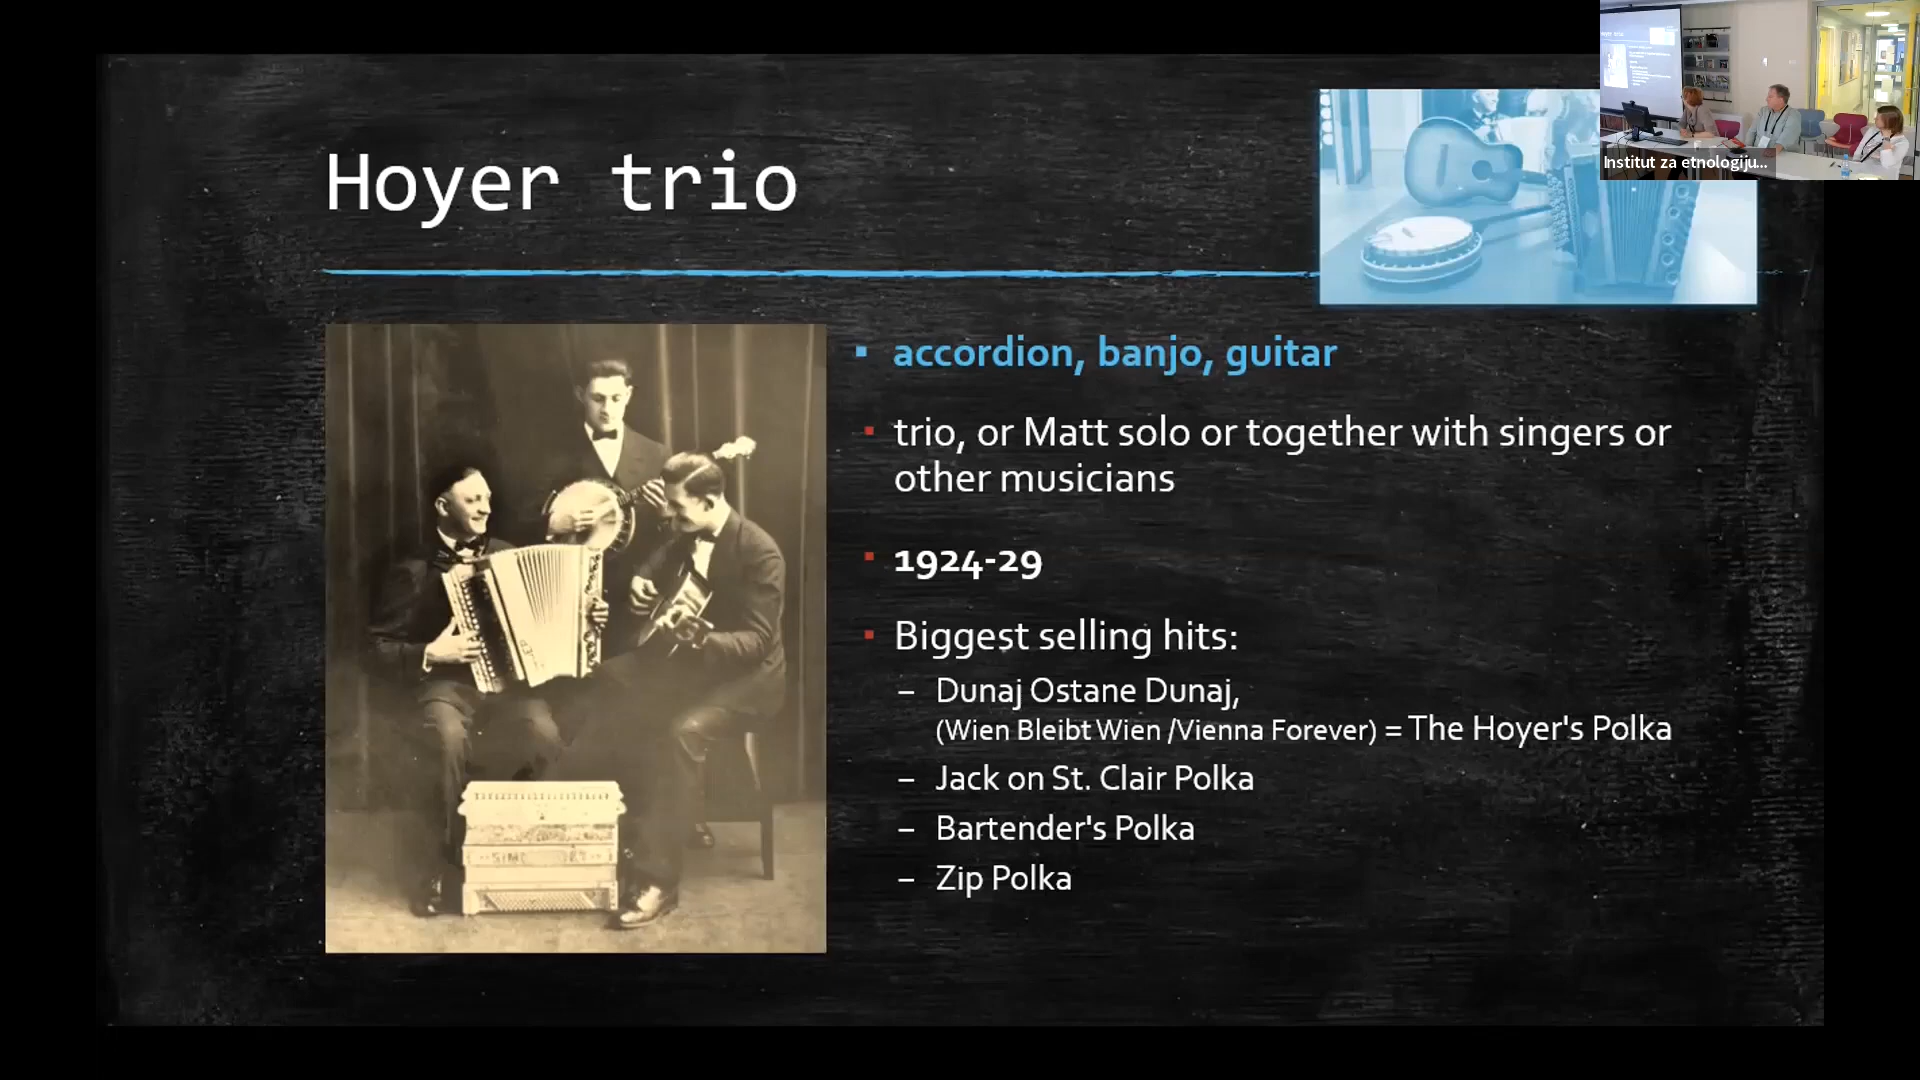 Hoyer trio
Institut za etnologiju...
accordion, banjo, guitar
trio, or Matt solo or together with singers or
other musicians
1924-29
Biggest selling hits:
– Dunaj Ostane Dunaj,
(Wien Bleibt Wien /Vienna Forever) = The Hoyer's Polka
– Jack on St. Clair Polka
– Bartender's Polka
– Zip Polka